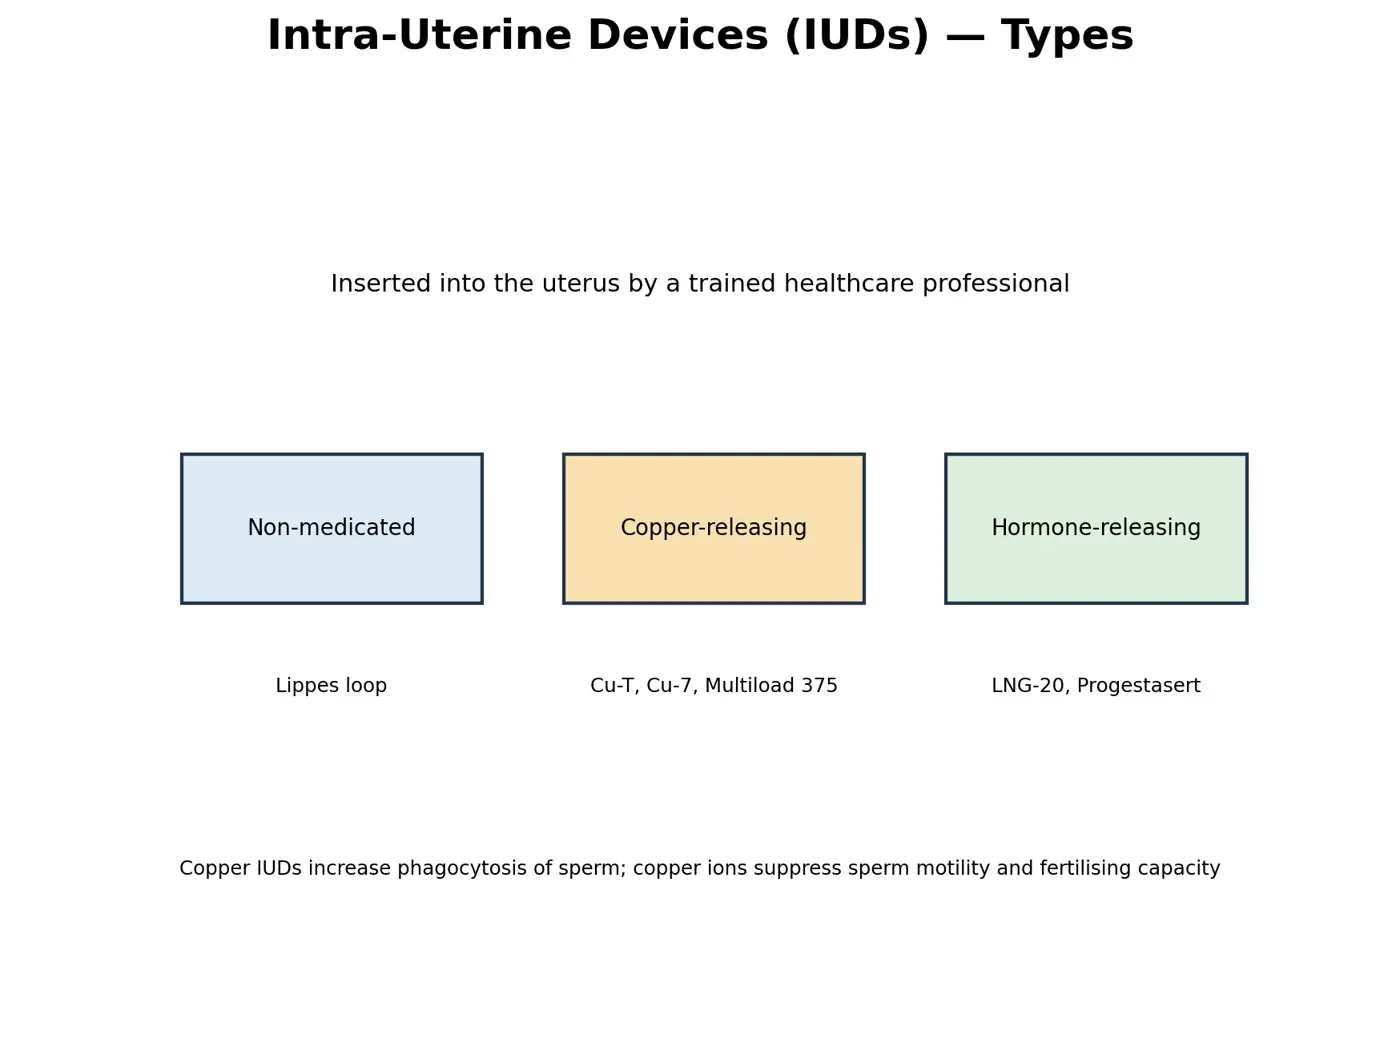 Intra-Uterine Devices (IUDs) — Types
Inserted into the uterus by a trained healthcare professional
Non-medicated
Copper-releasing
Hormone-releasing
Lippes loop
Cu-T, Cu-7, Multiload 375
LNG-20, Progestasert
Copper IUDs increase phagocytosis of sperm; copper ions suppress sperm motility and fertilising capacity